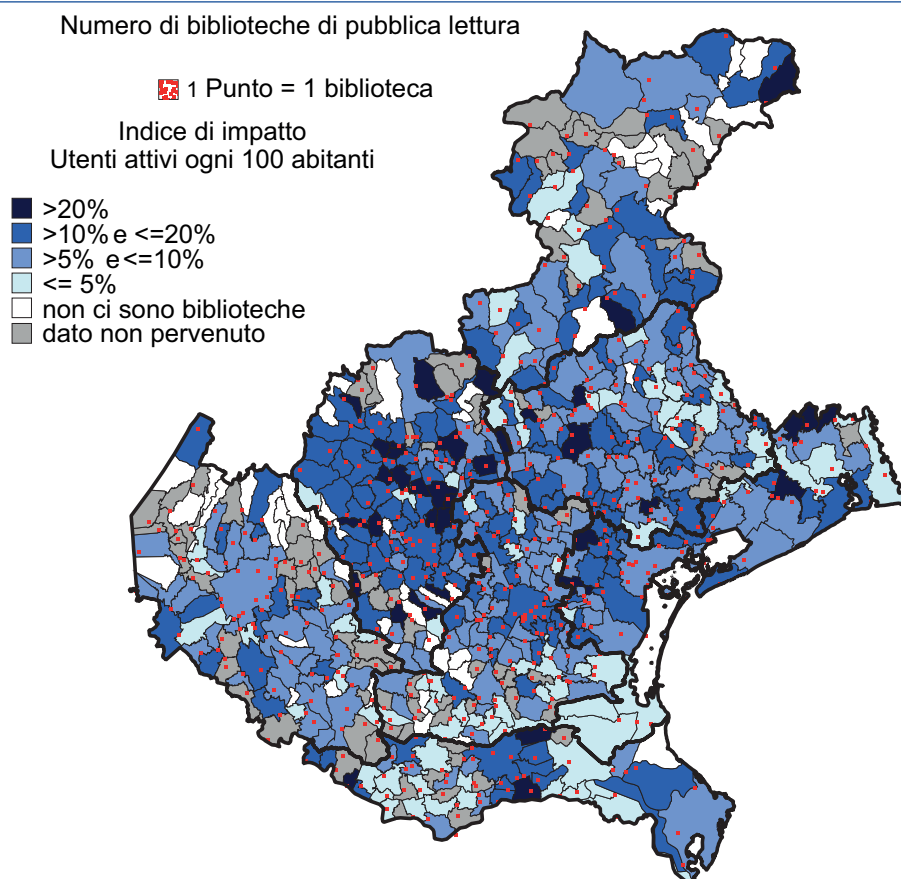 Numero di biblioteche di pubblica lettura
1 Punto = 1 biblioteca
Indice di impatto
Utenti attivi ogni 100 abitanti
>20%
>10% e <=20%
>5% e<=10%
<= 5%
non ci sono biblioteche
dato non pervenuto